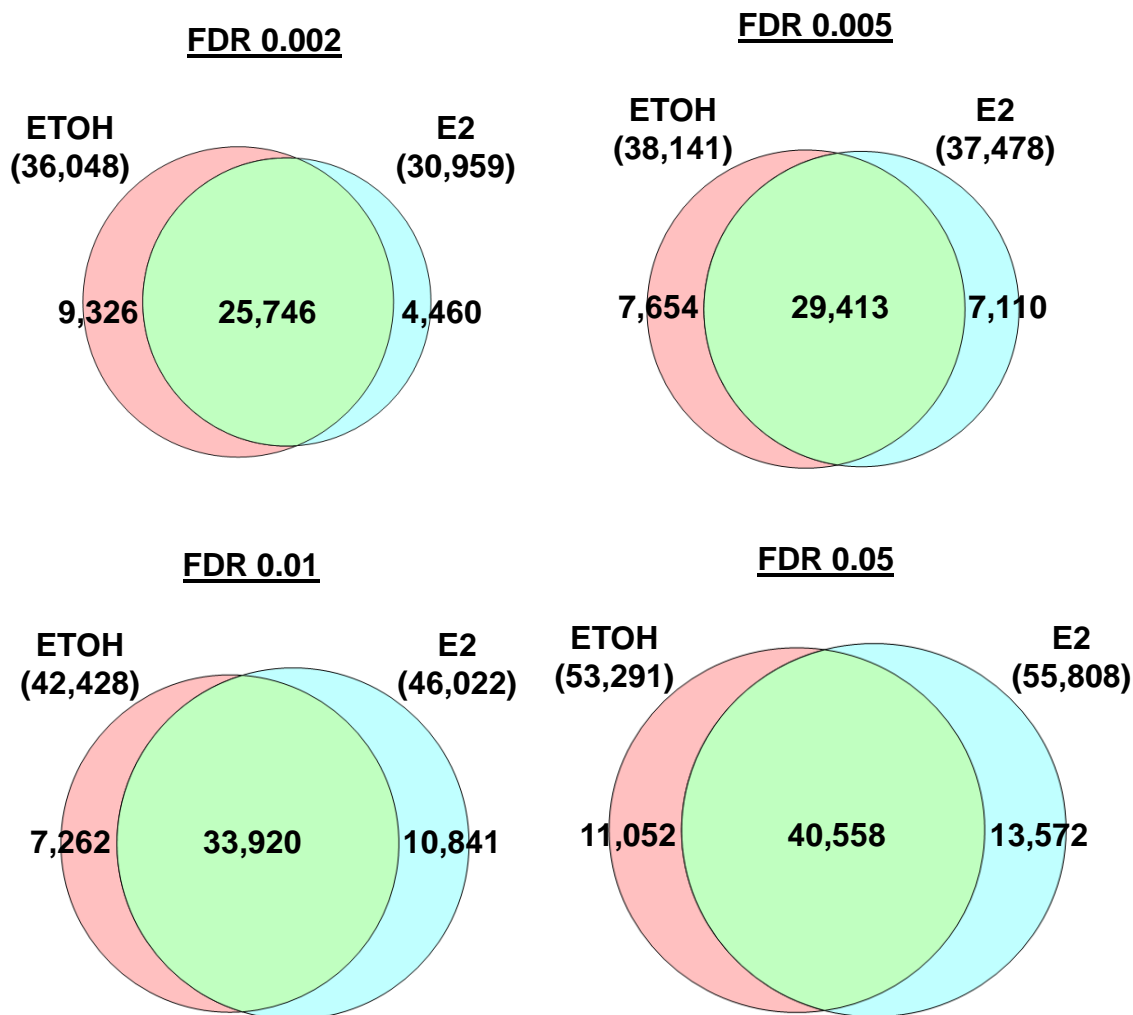 FDR 0.002
ETOH
(36,048)
E2
(30,959)
9,326
25,746
4,460
FDR 0.005
ETOH
(38,141)
E2
(37,478)
7,654
29,413
7,110
FDR 0.01
ETOH
(42,428)
E2
(46,022)
7,262
33,920
10,841
FDR 0.05
ETOH
(53,291)
E2
(55,808)
11,052
40,558
13,572